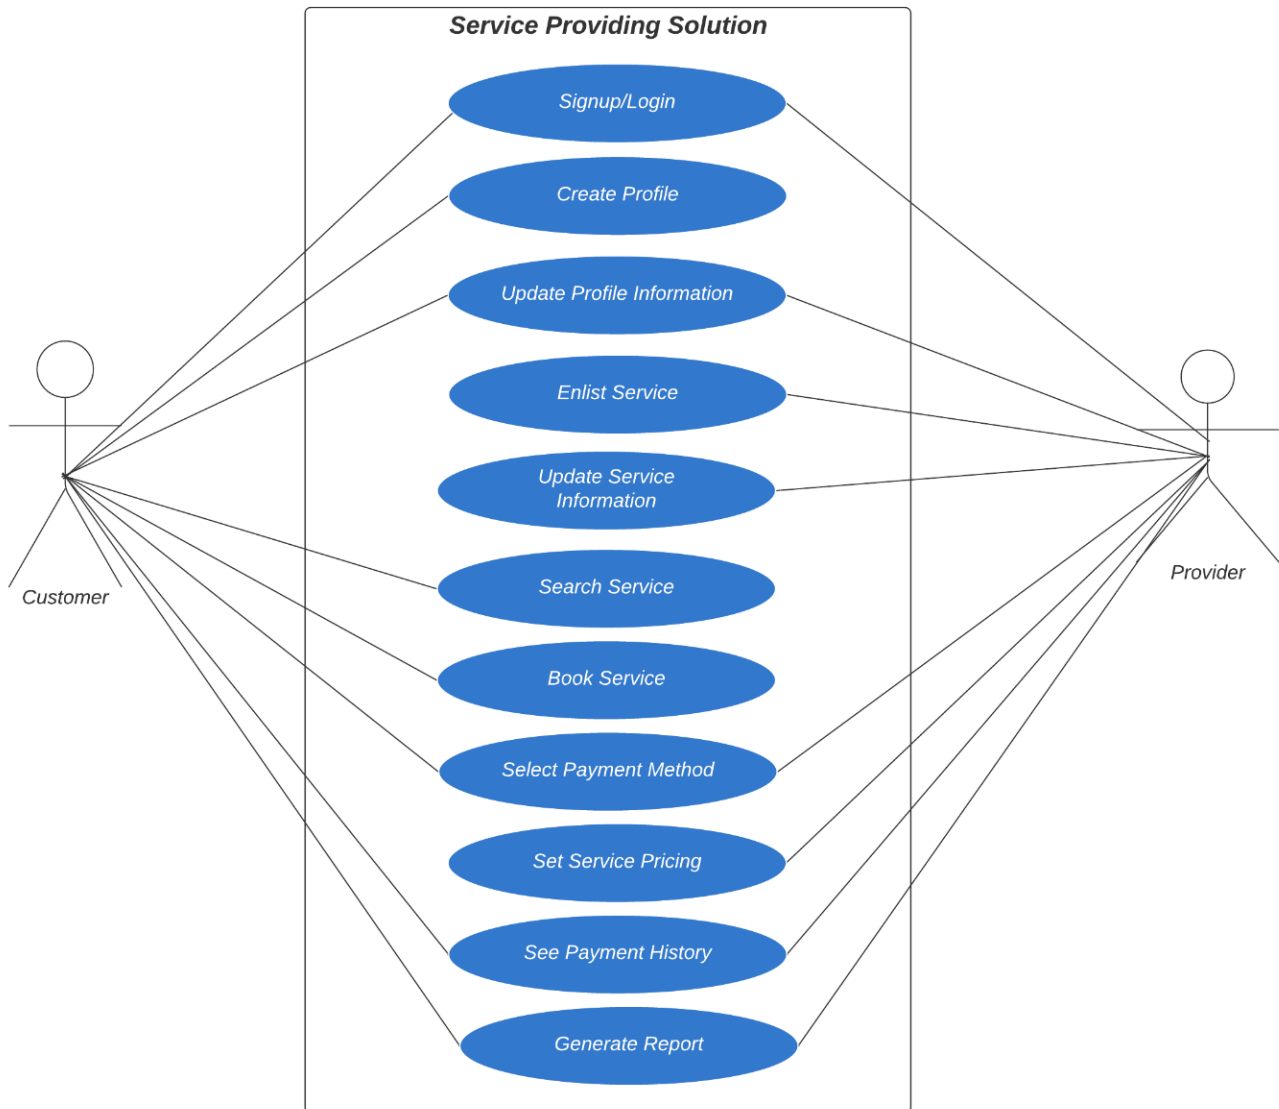 Service Providing Solution
Signup/Login
Create Profile
Update Profile Information
Enlist Service
Update Service
Information
Search Service
Book Service
Select Payment Method
Set Service Pricing
See Payment History
Generate Report
Customer
Provider